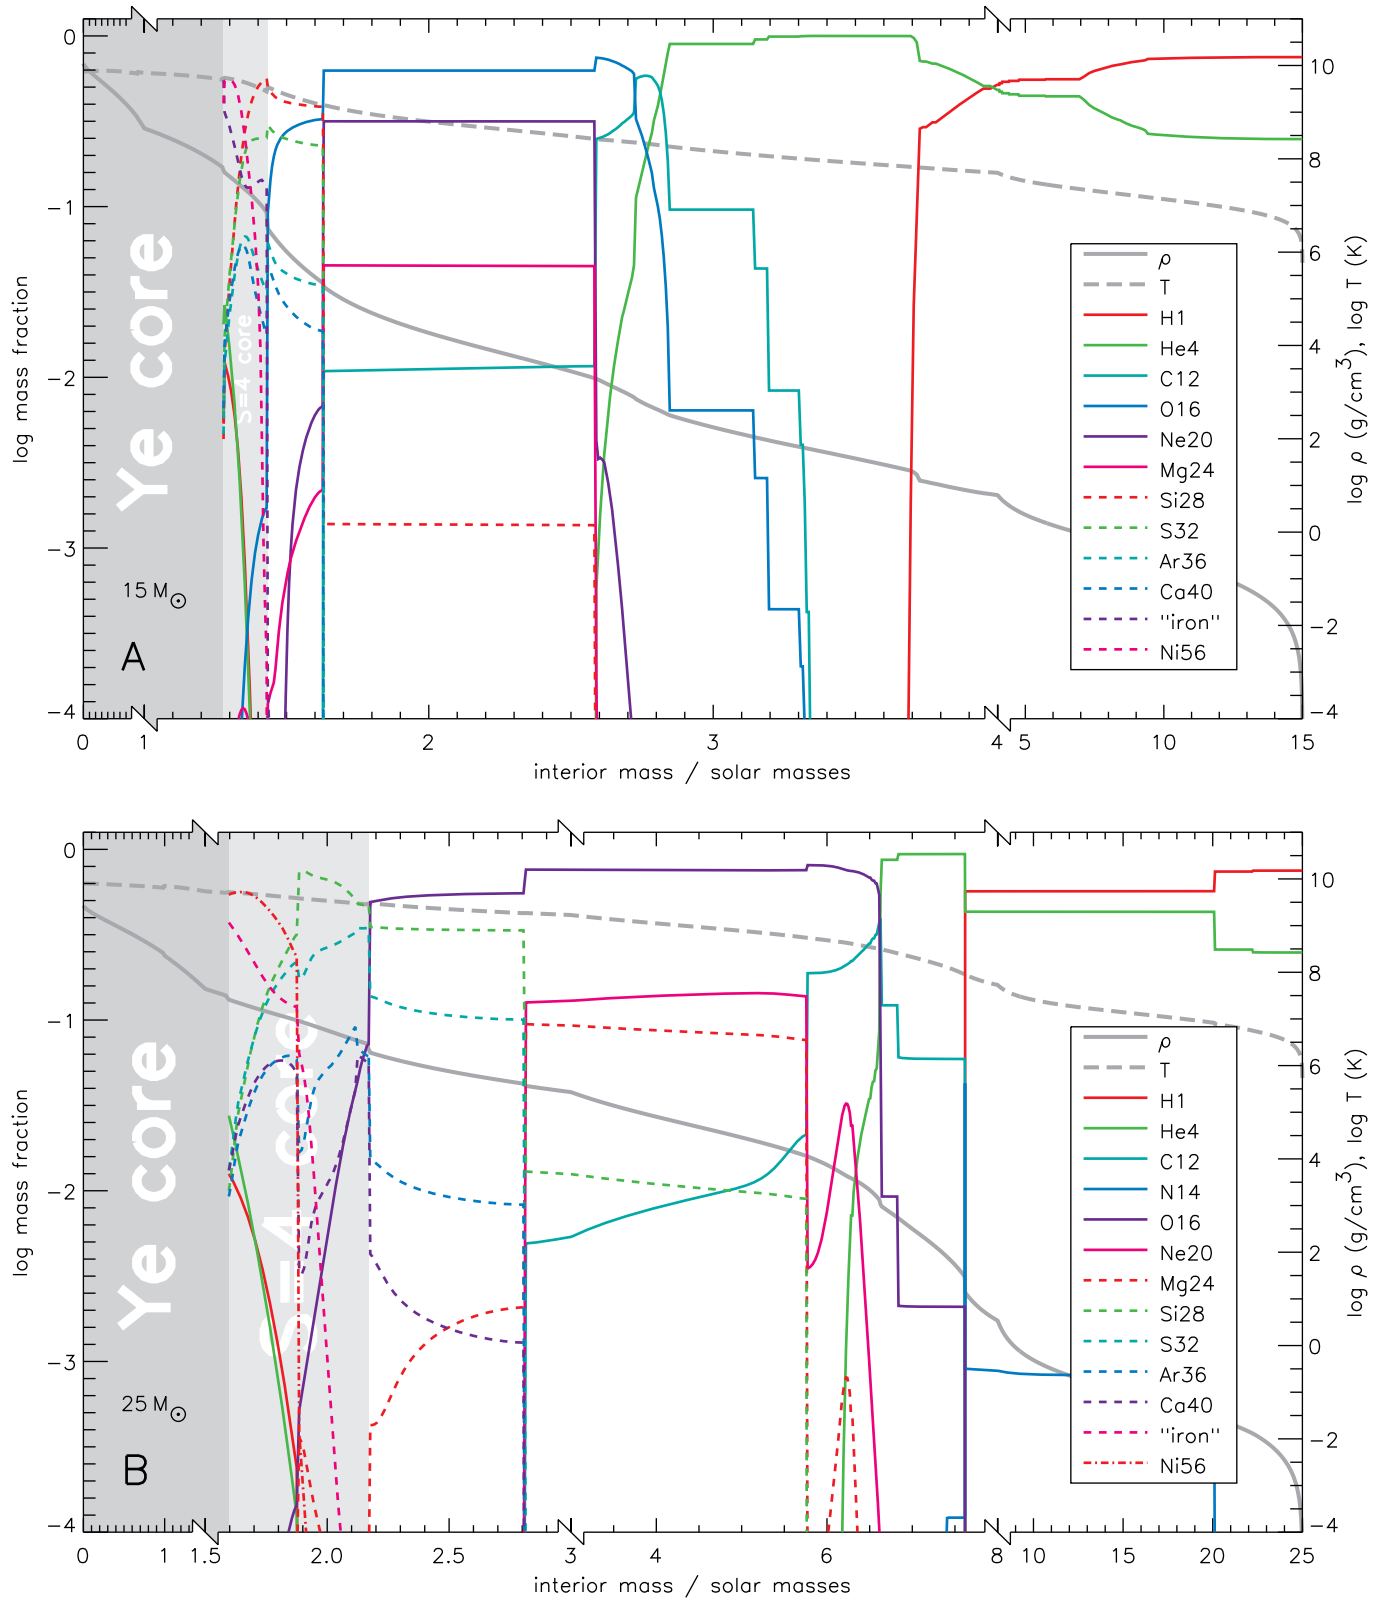 0
−1
−2
−3
−4
log mass fraction
10
8
6
4
2
0
−2
−4
log ρ (g/cm3), log T (K)
Ye core
S=4 core
15 M⊙
A
ρ
T
H1
He4
C12
O16
Ne20
Mg24
Si28
S32
Ar36
Ca40
"iron"
Ni56
0 1 2 3 4 5 10 15
interior mass / solar masses
0
−1
−2
−3
−4
log mass fraction
10
8
6
4
2
0
−2
−4
log ρ (g/cm3), log T (K)
Ye core
S=4 core
25 M⊙
B
ρ
T
H1
He4
C12
N14
O16
Ne20
Mg24
Si28
S32
Ar36
Ca40
"iron"
Ni56
0 1 1.5 2.0 2.5 3 4 6 8 10 15 20 25
interior mass / solar masses